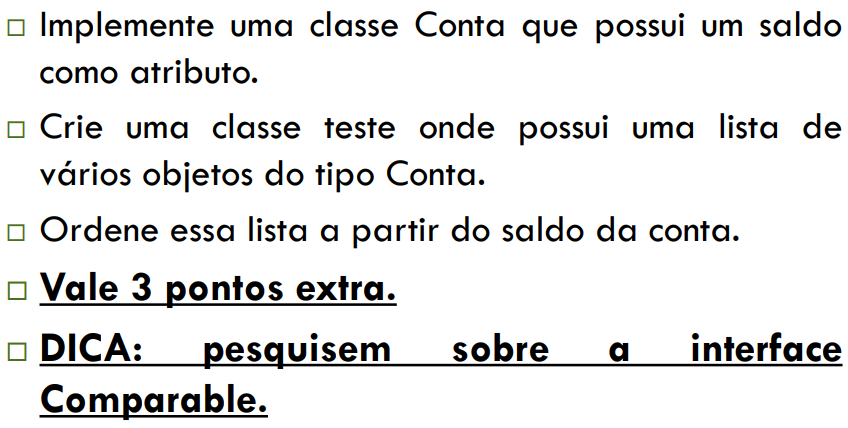 Implemente uma classe Conta que possui um saldo
como atributo.
Crie uma classe teste onde possui uma lista de
vários objetos do tipo Conta.
Ordene essa lista a partir do saldo da conta.
Vale 3 pontos extra.
DICA: pesquisem sobre a interface
Comparable.